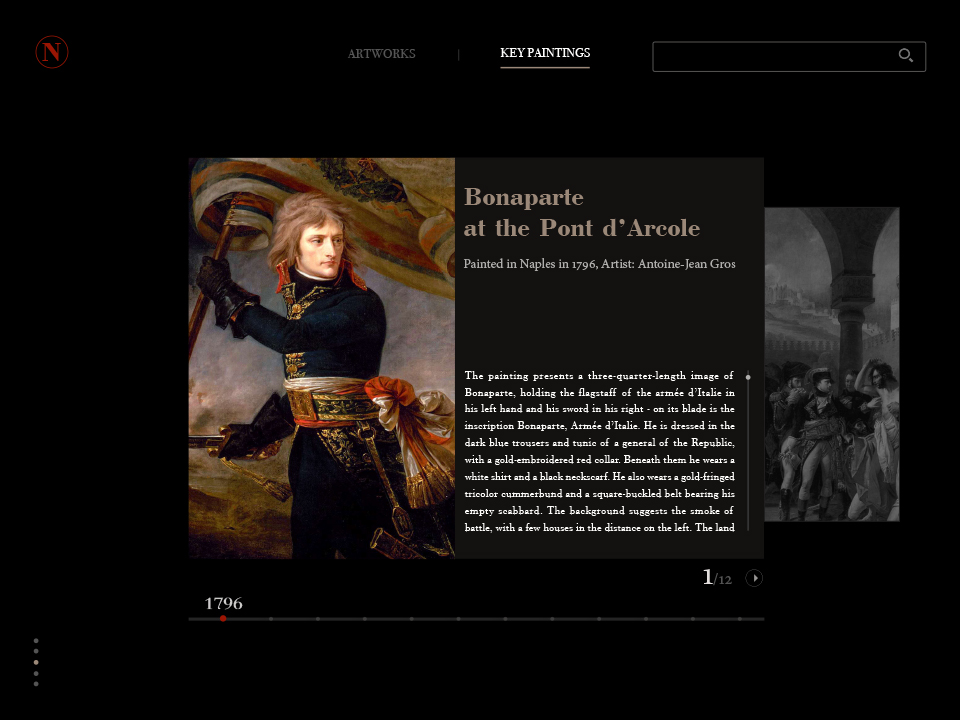 N
ARTWORKS
|
KEY PAINTINGS
Bonaparte
at the Pont d’Arcole
Painted in Naples in 1796, Artist: Antoine-Jean Gros
The painting presents a three-quarter-length image of
Bonaparte, holding the flagstaff of the armée d’Italie in
his left hand and his sword in his right - on its blade is the
inscription Bonaparte, Armée d’Italie. He is dressed in the
dark blue trousers and tunic of a general of the Republic,
with a gold-embroidered red collar. Beneath them he wears a
white shirt and a black neckscarf. He also wears a gold-fringed
tricolor cummerbund and a square-buckled belt bearing his
empty scabbard. The background suggests the smoke of
battle, with a few houses in the distance on the left. The land
1/12
1796